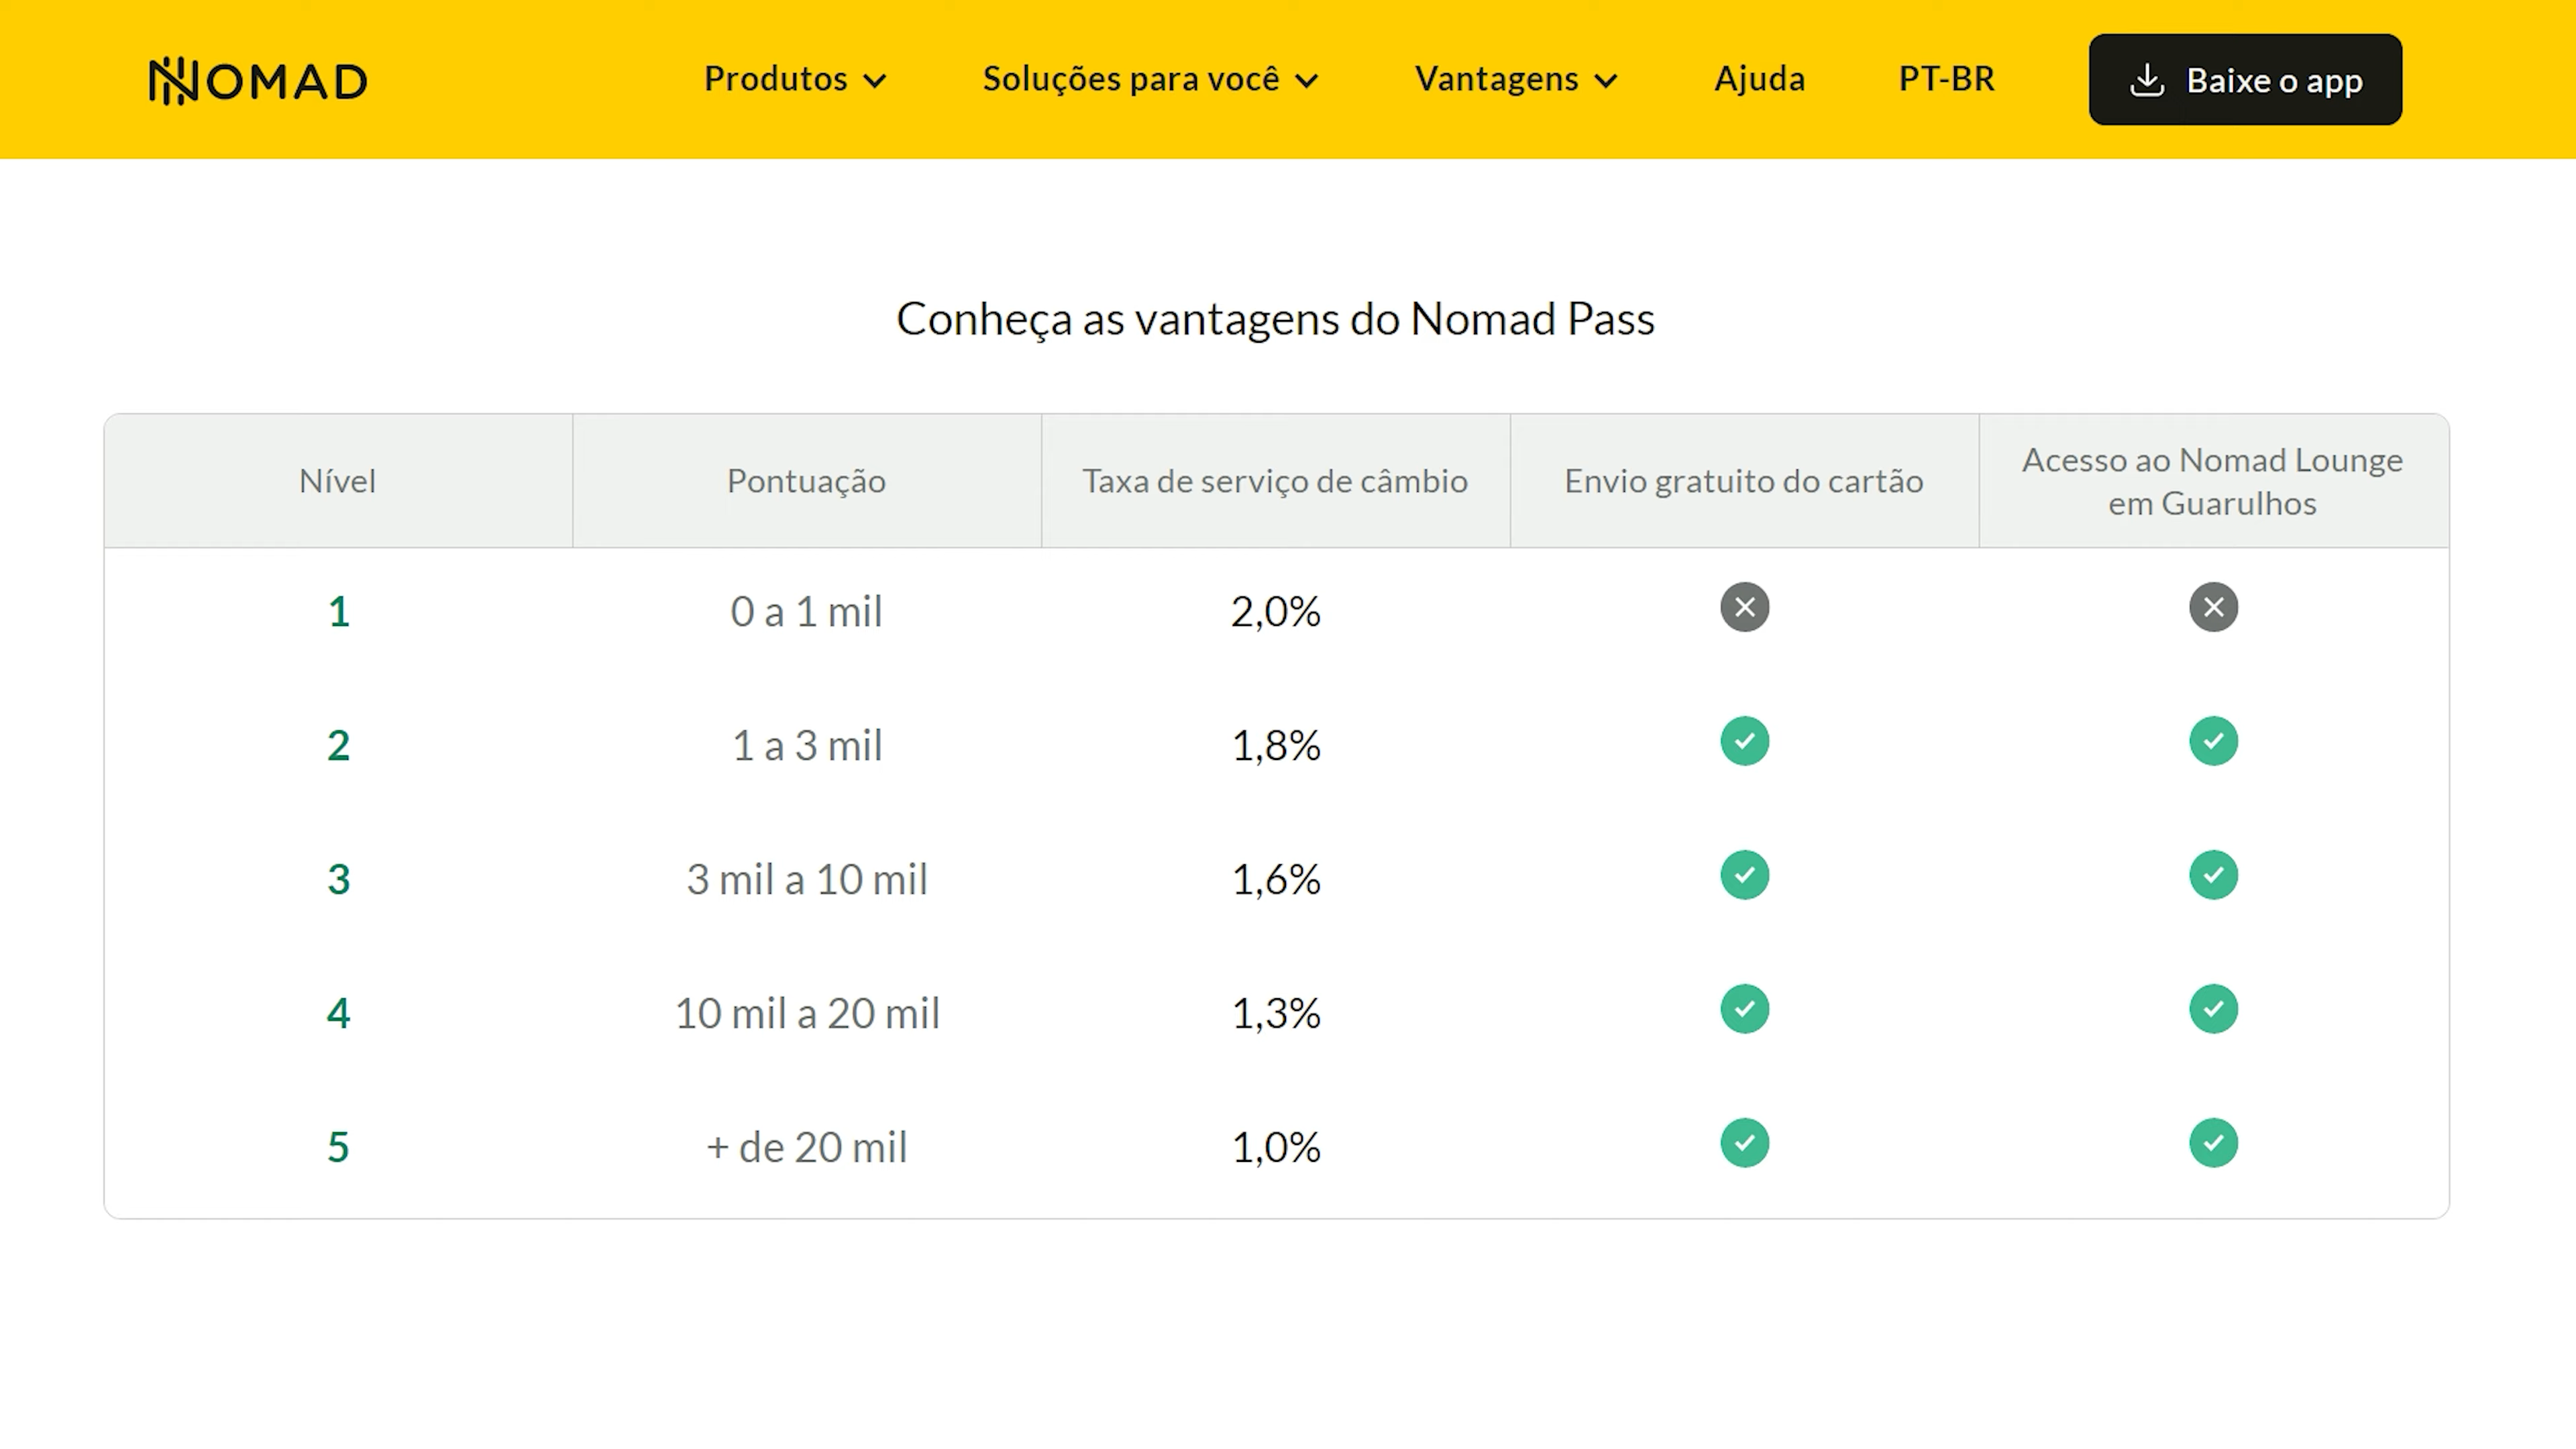 NOMAD
Produtos
Soluções para você
Vantagens
Ajuda
PT-BR
Baixe o app
Conheça as vantagens do Nomad Pass
Nível
Pontuação
Taxa de serviço de câmbio
Envio gratuito do cartão
Acesso ao Nomad Lounge
em Guarulhos
1
0 a 1 mil
2,0%
2
1 a 3 mil
1,8%
3
3 mil a 10 mil
1,6%
4
10 mil a 20 mil
1,3%
5
+ de 20 mil
1,0%